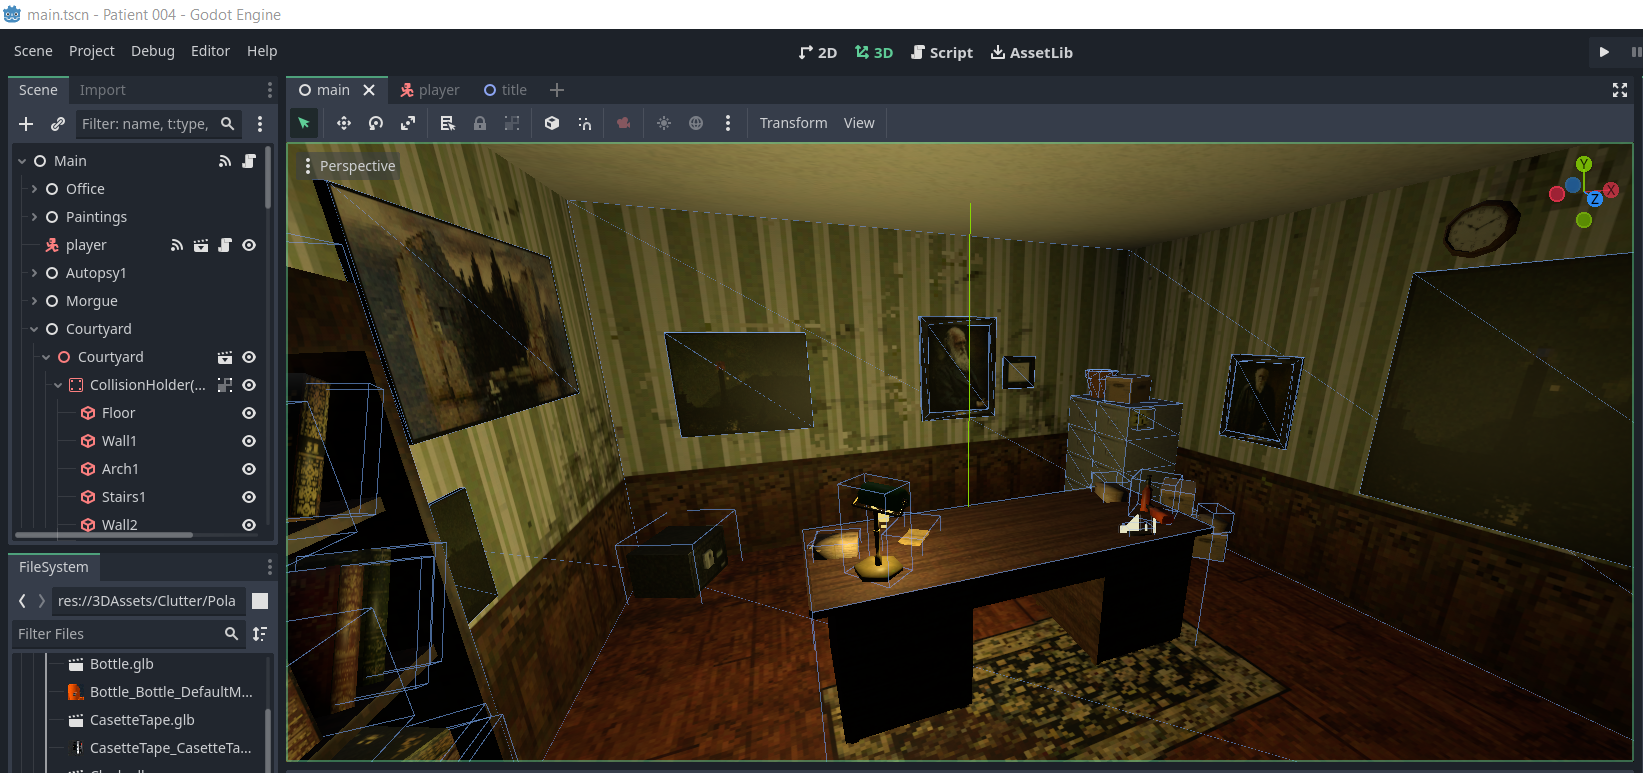 main.tscn - Patient 004 - Godot Engine
Scene Project Debug Editor Help
2D 3D Script AssetLib
Scene Import
Filter: name, t:type,
Main
Office
Paintings
player
Autopsy1
Morgue
Courtyard
Courtyard
CollisionHolder(...
Floor
Wall1
Arch1
Stairs1
Wall2
FileSystem
res://3DAssets/Clutter/Pola
Filter Files
Bottle.glb
Bottle_Bottle_DefaultM...
CasetteTape.glb
CasetteTape_CasetteTa...
main player title
Transform View
Perspective
Y
X
Z